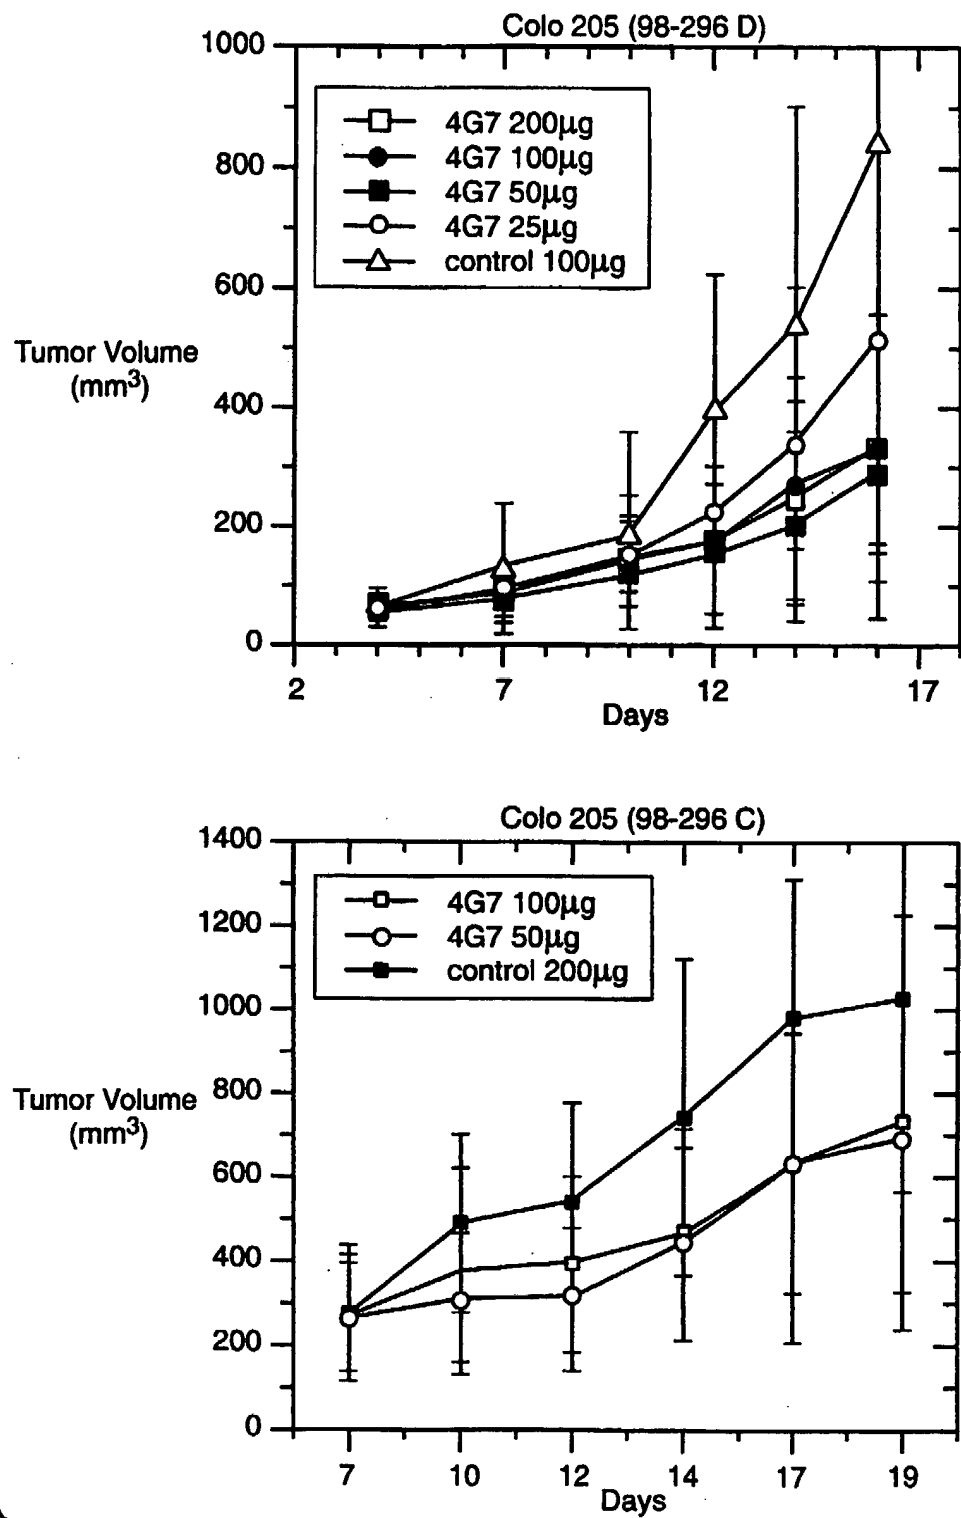 Colo 205 (98-296 D)
1000
800
600
400
200
0
Tumor Volume
(mm3)
4G7 200μg
4G7 100μg
4G7 50μg
4G7 25μg
control 100μg
2 7 12 17
Days
Colo 205 (98-296 C)
1400
1200
1000
800
600
400
200
0
Tumor Volume
(mm3)
4G7 100μg
4G7 50μg
control 200μg
7 10 12 14 17 19
Days